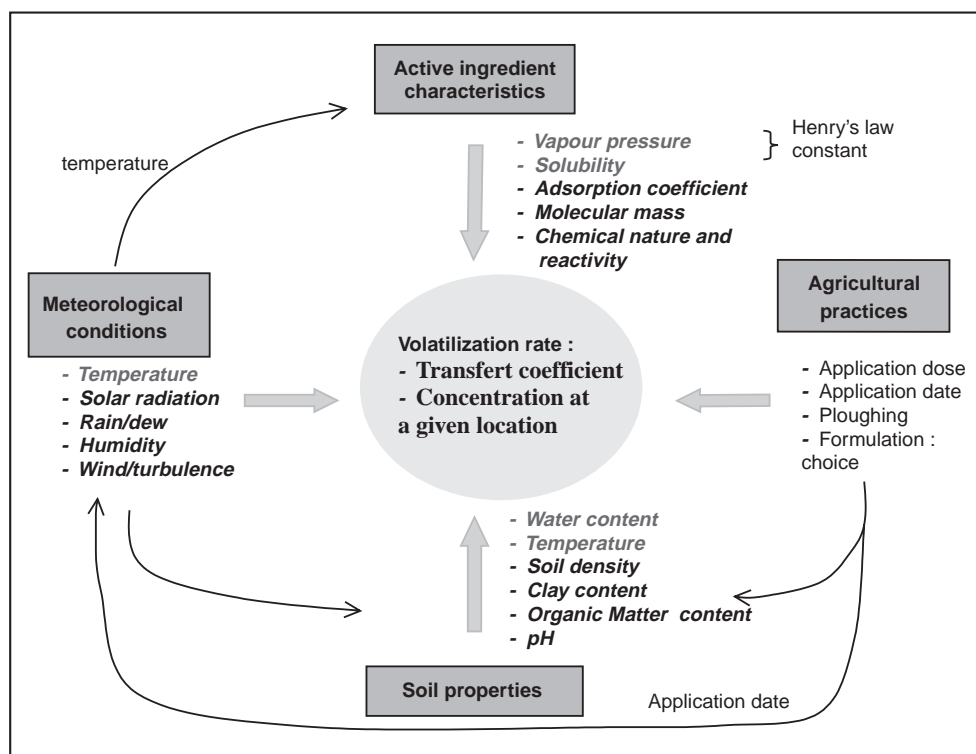 Active ingredient
characteristics
temperature
- Vapour pressure
- Solubility
- Adsorption coefficient
- Molecular mass
- Chemical nature and
reactivity
Henry's law
constant
Meteorological
conditions
- Temperature
- Solar radiation
- Rain/dew
- Humidity
- Wind/turbulence
Volatilization rate :
- Transfert coefficient
- Concentration at
a given location
Agricultural
practices
- Application dose
- Application date
- Ploughing
- Formulation :
choice
- Water content
- Temperature
- Soil density
- Clay content
- Organic Matter content
- pH
Soil properties
Application date